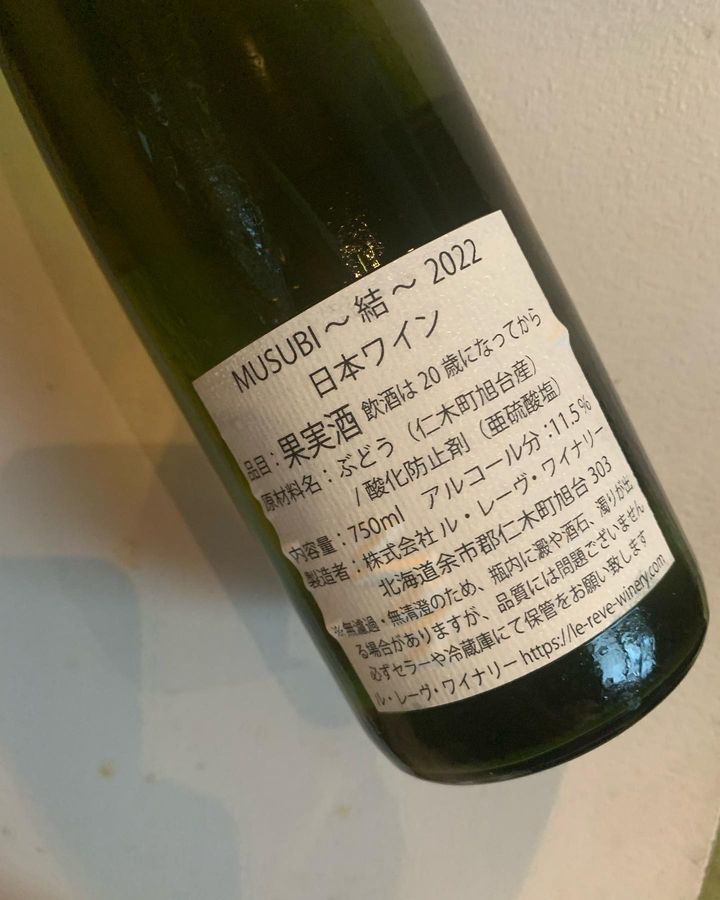 MUSUBI～結～ 2022
日本ワイン
品目：果実酒 飲酒は20歳になってから
原材料名：ぶどう（仁木町旭台産）
/ 酸化防止剤（亜硫酸塩）
内容量：750ml アルコール分：11.5％
製造者：株式会社ル・レーヴ・ワイナリー
北海道余市郡仁木町旭台303
※無濾過・無清澄のため、瓶内に澱や酒石、濁りが出
る場合がありますが、品質には問題ございません
必ずセラーや冷蔵庫にて保管をお願い致します
ル・レーヴ・ワイナリー https://le-reve-winery.com